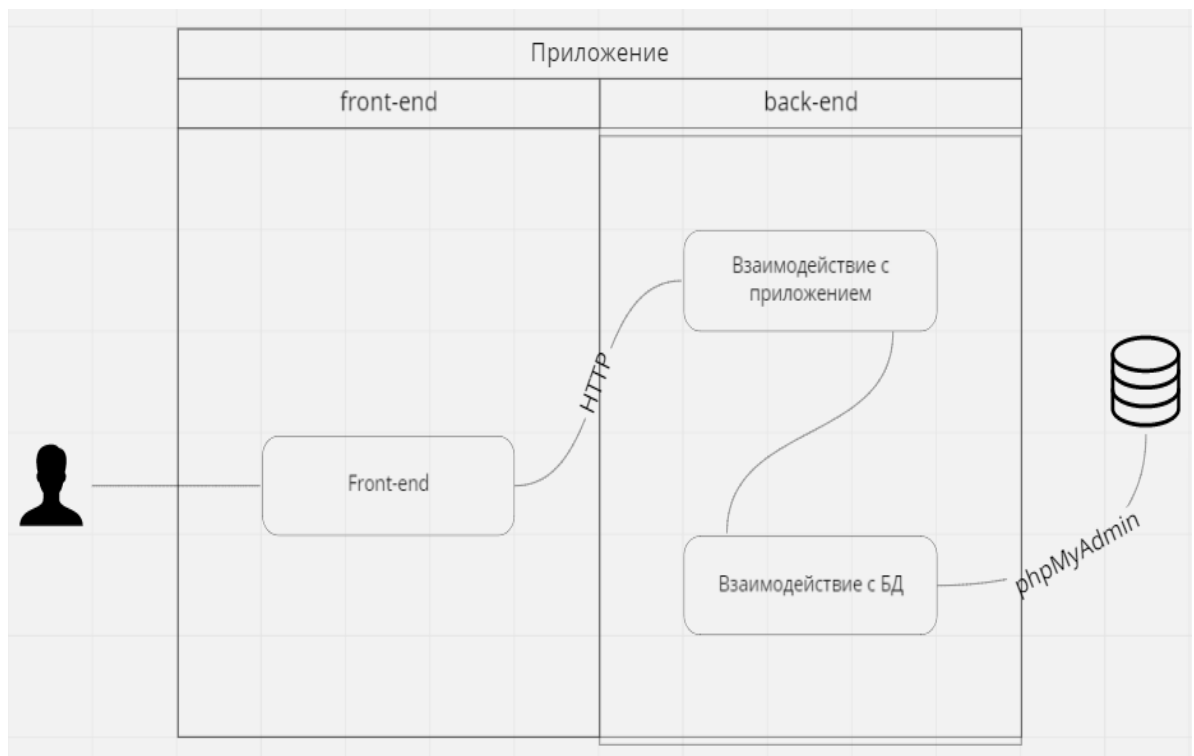 Приложение
front-end
back-end
Взаимодействие с
приложением
HTTP
Front-end
Взаимодействие с БД
phpMyAdmin